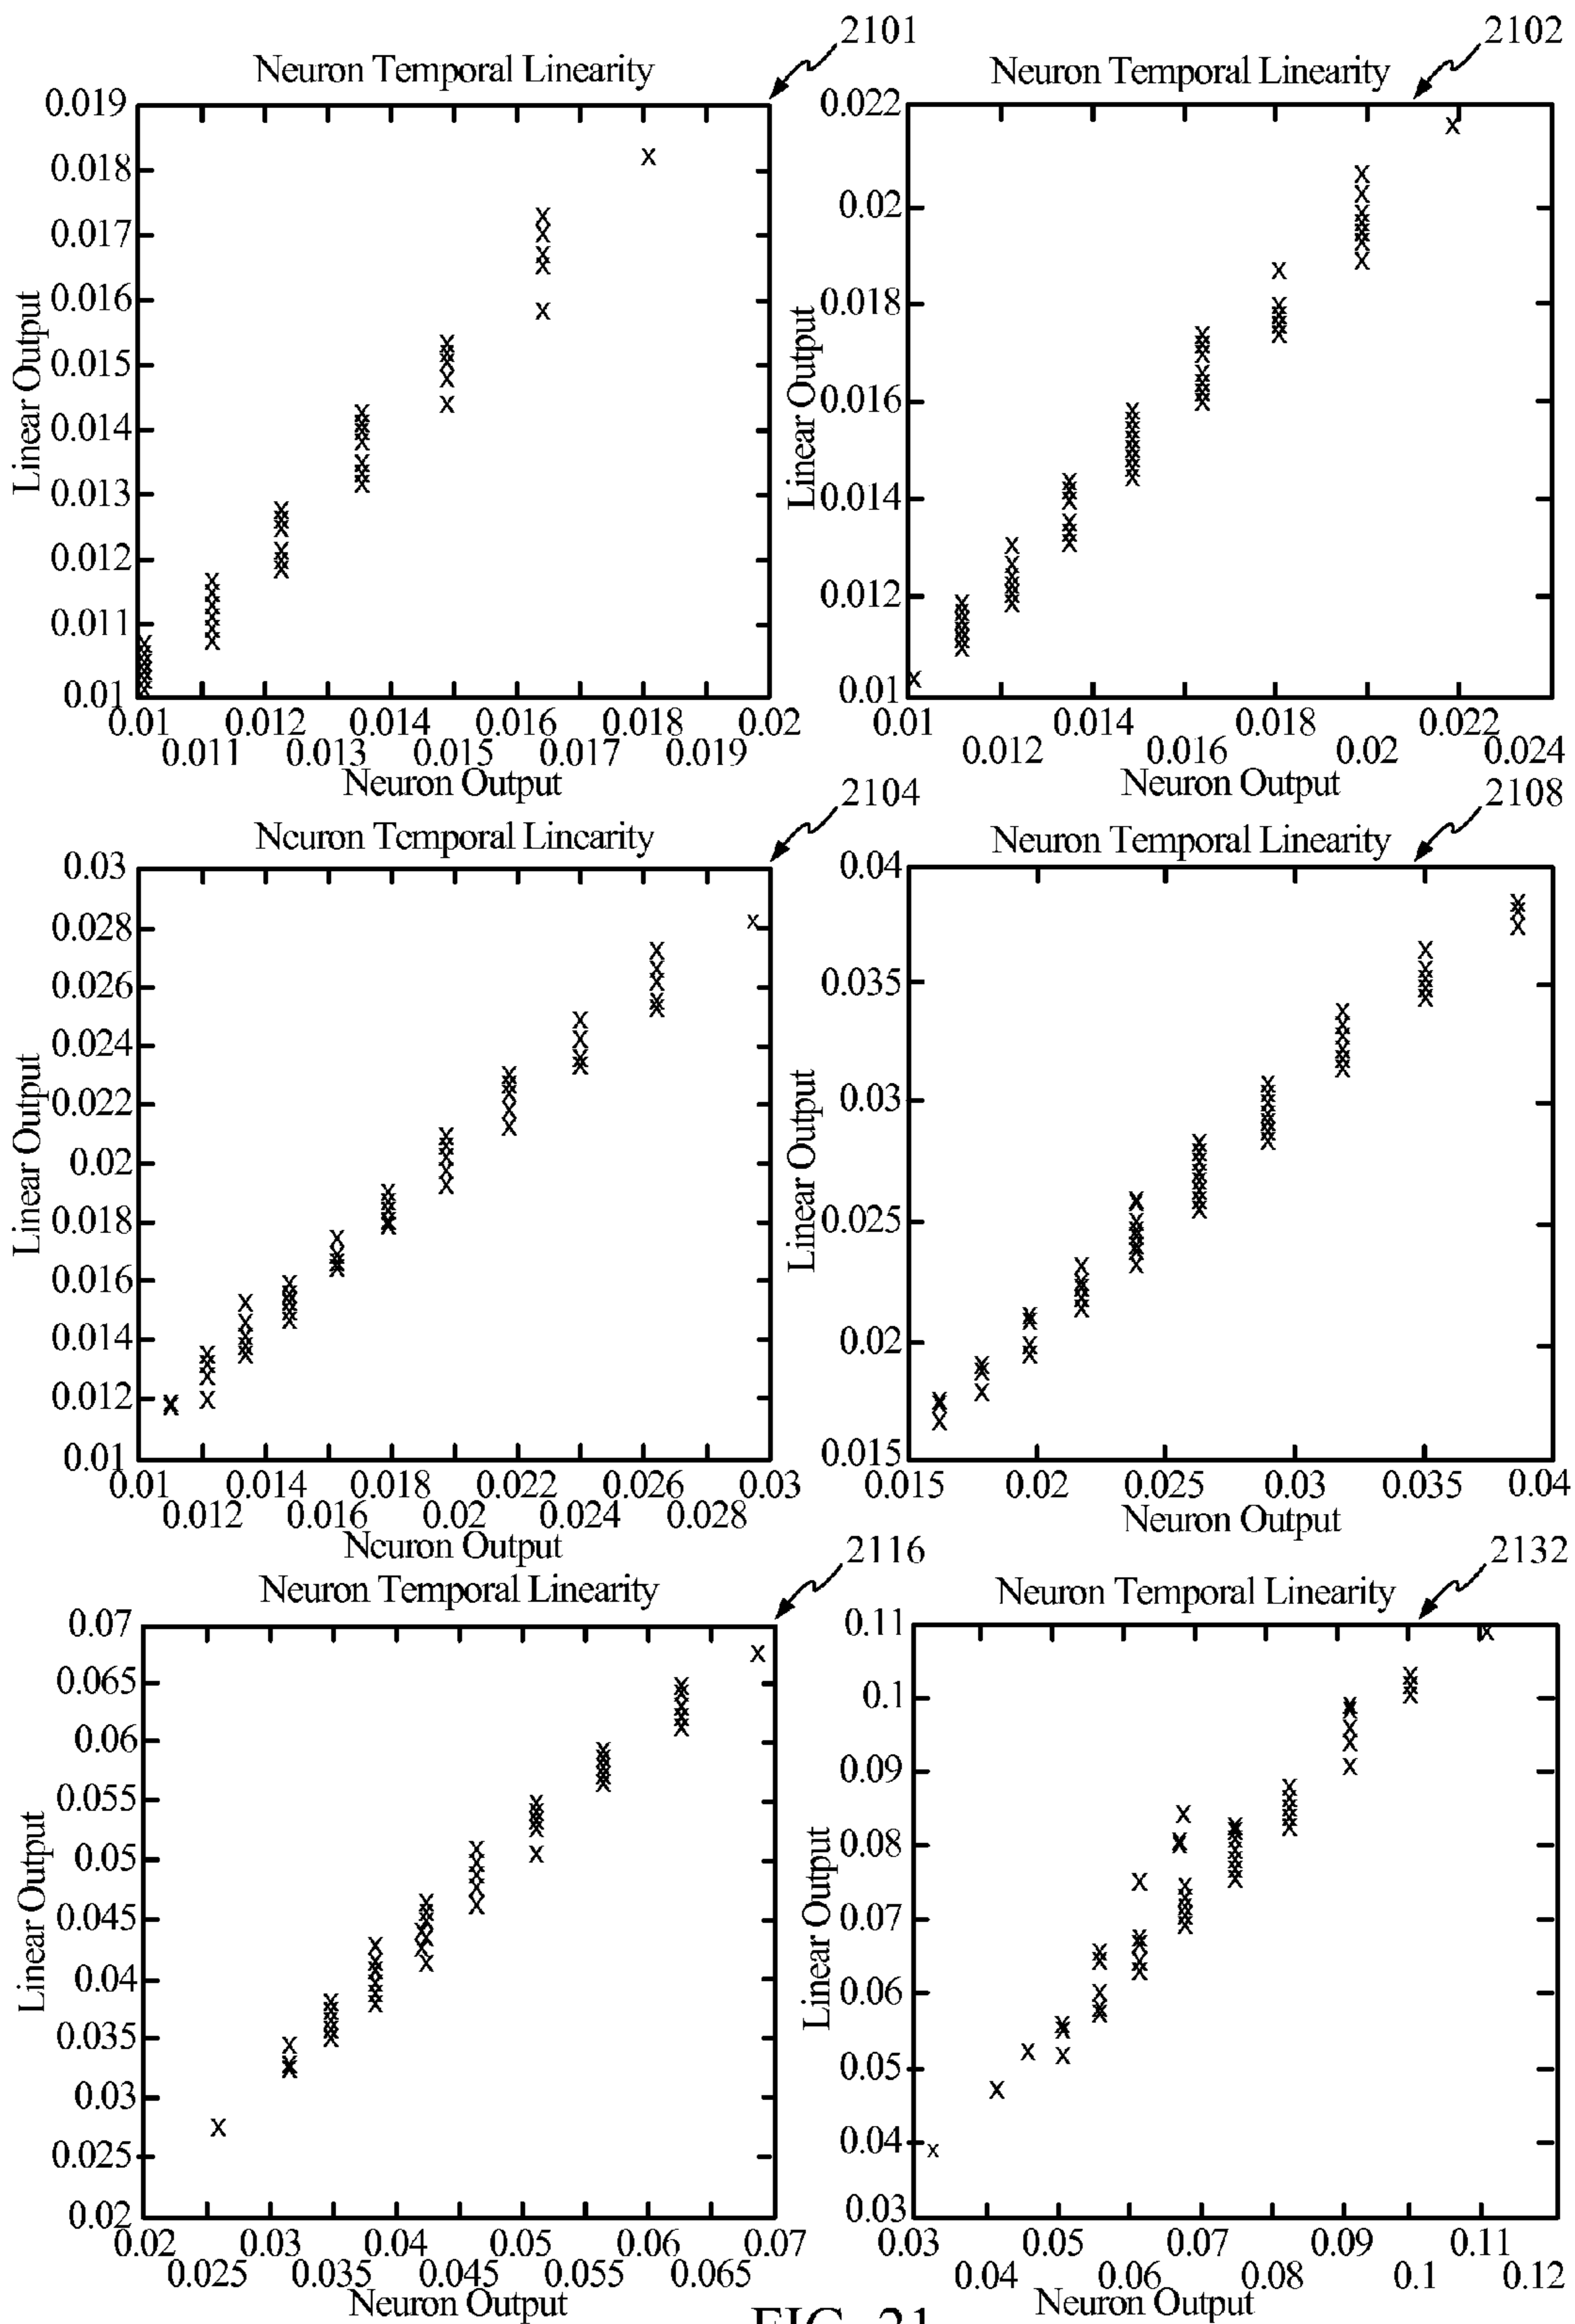 2101
Neuron Temporal Linearity
0.019
0.018
0.017
0.016
0.015
0.014
0.013
0.012
0.011
0.01
Linear Output
0.01 0.012 0.014 0.016 0.018 0.02
0.011 0.013 0.015 0.017 0.019
Neuron Output
2102
Neuron Temporal Linearity
0.022
0.02
0.018
0.016
0.014
0.012
0.01
Linear Output
0.01 0.014 0.018 0.022
0.012 0.016 0.02 0.024
Neuron Output
2104
Ncuron Tcmporal Lincarity
0.03
0.028
0.026
0.024
0.022
0.02
0.018
0.016
0.014
0.012
0.01
Linear Output
0.01 0.014 0.018 0.022 0.026 0.03
0.012 0.016 0.02 0.024 0.028
Ncuron Output
2108
Neuron Temporal Linearity
0.04
0.035
0.03
0.025
0.02
0.015
Linear Output
0.015 0.02 0.025 0.03 0.035 0.04
Neuron Output
2116
Neuron Temporal Linearity
0.07
0.065
0.06
0.055
0.05
0.045
0.04
0.035
0.03
0.025
0.02
Linear Output
0.02 0.03 0.04 0.05 0.06 0.07
0.025 0.035 0.045 0.055 0.065
Neuron Output
2132
Neuron Temporal Linearity
0.11
0.1
0.09
0.08
0.07
0.06
0.05
0.04
0.03
Linear Output
0.03 0.05 0.07 0.09 0.11
0.04 0.06 0.08 0.1 0.12
Neuron Output
FIG. 21